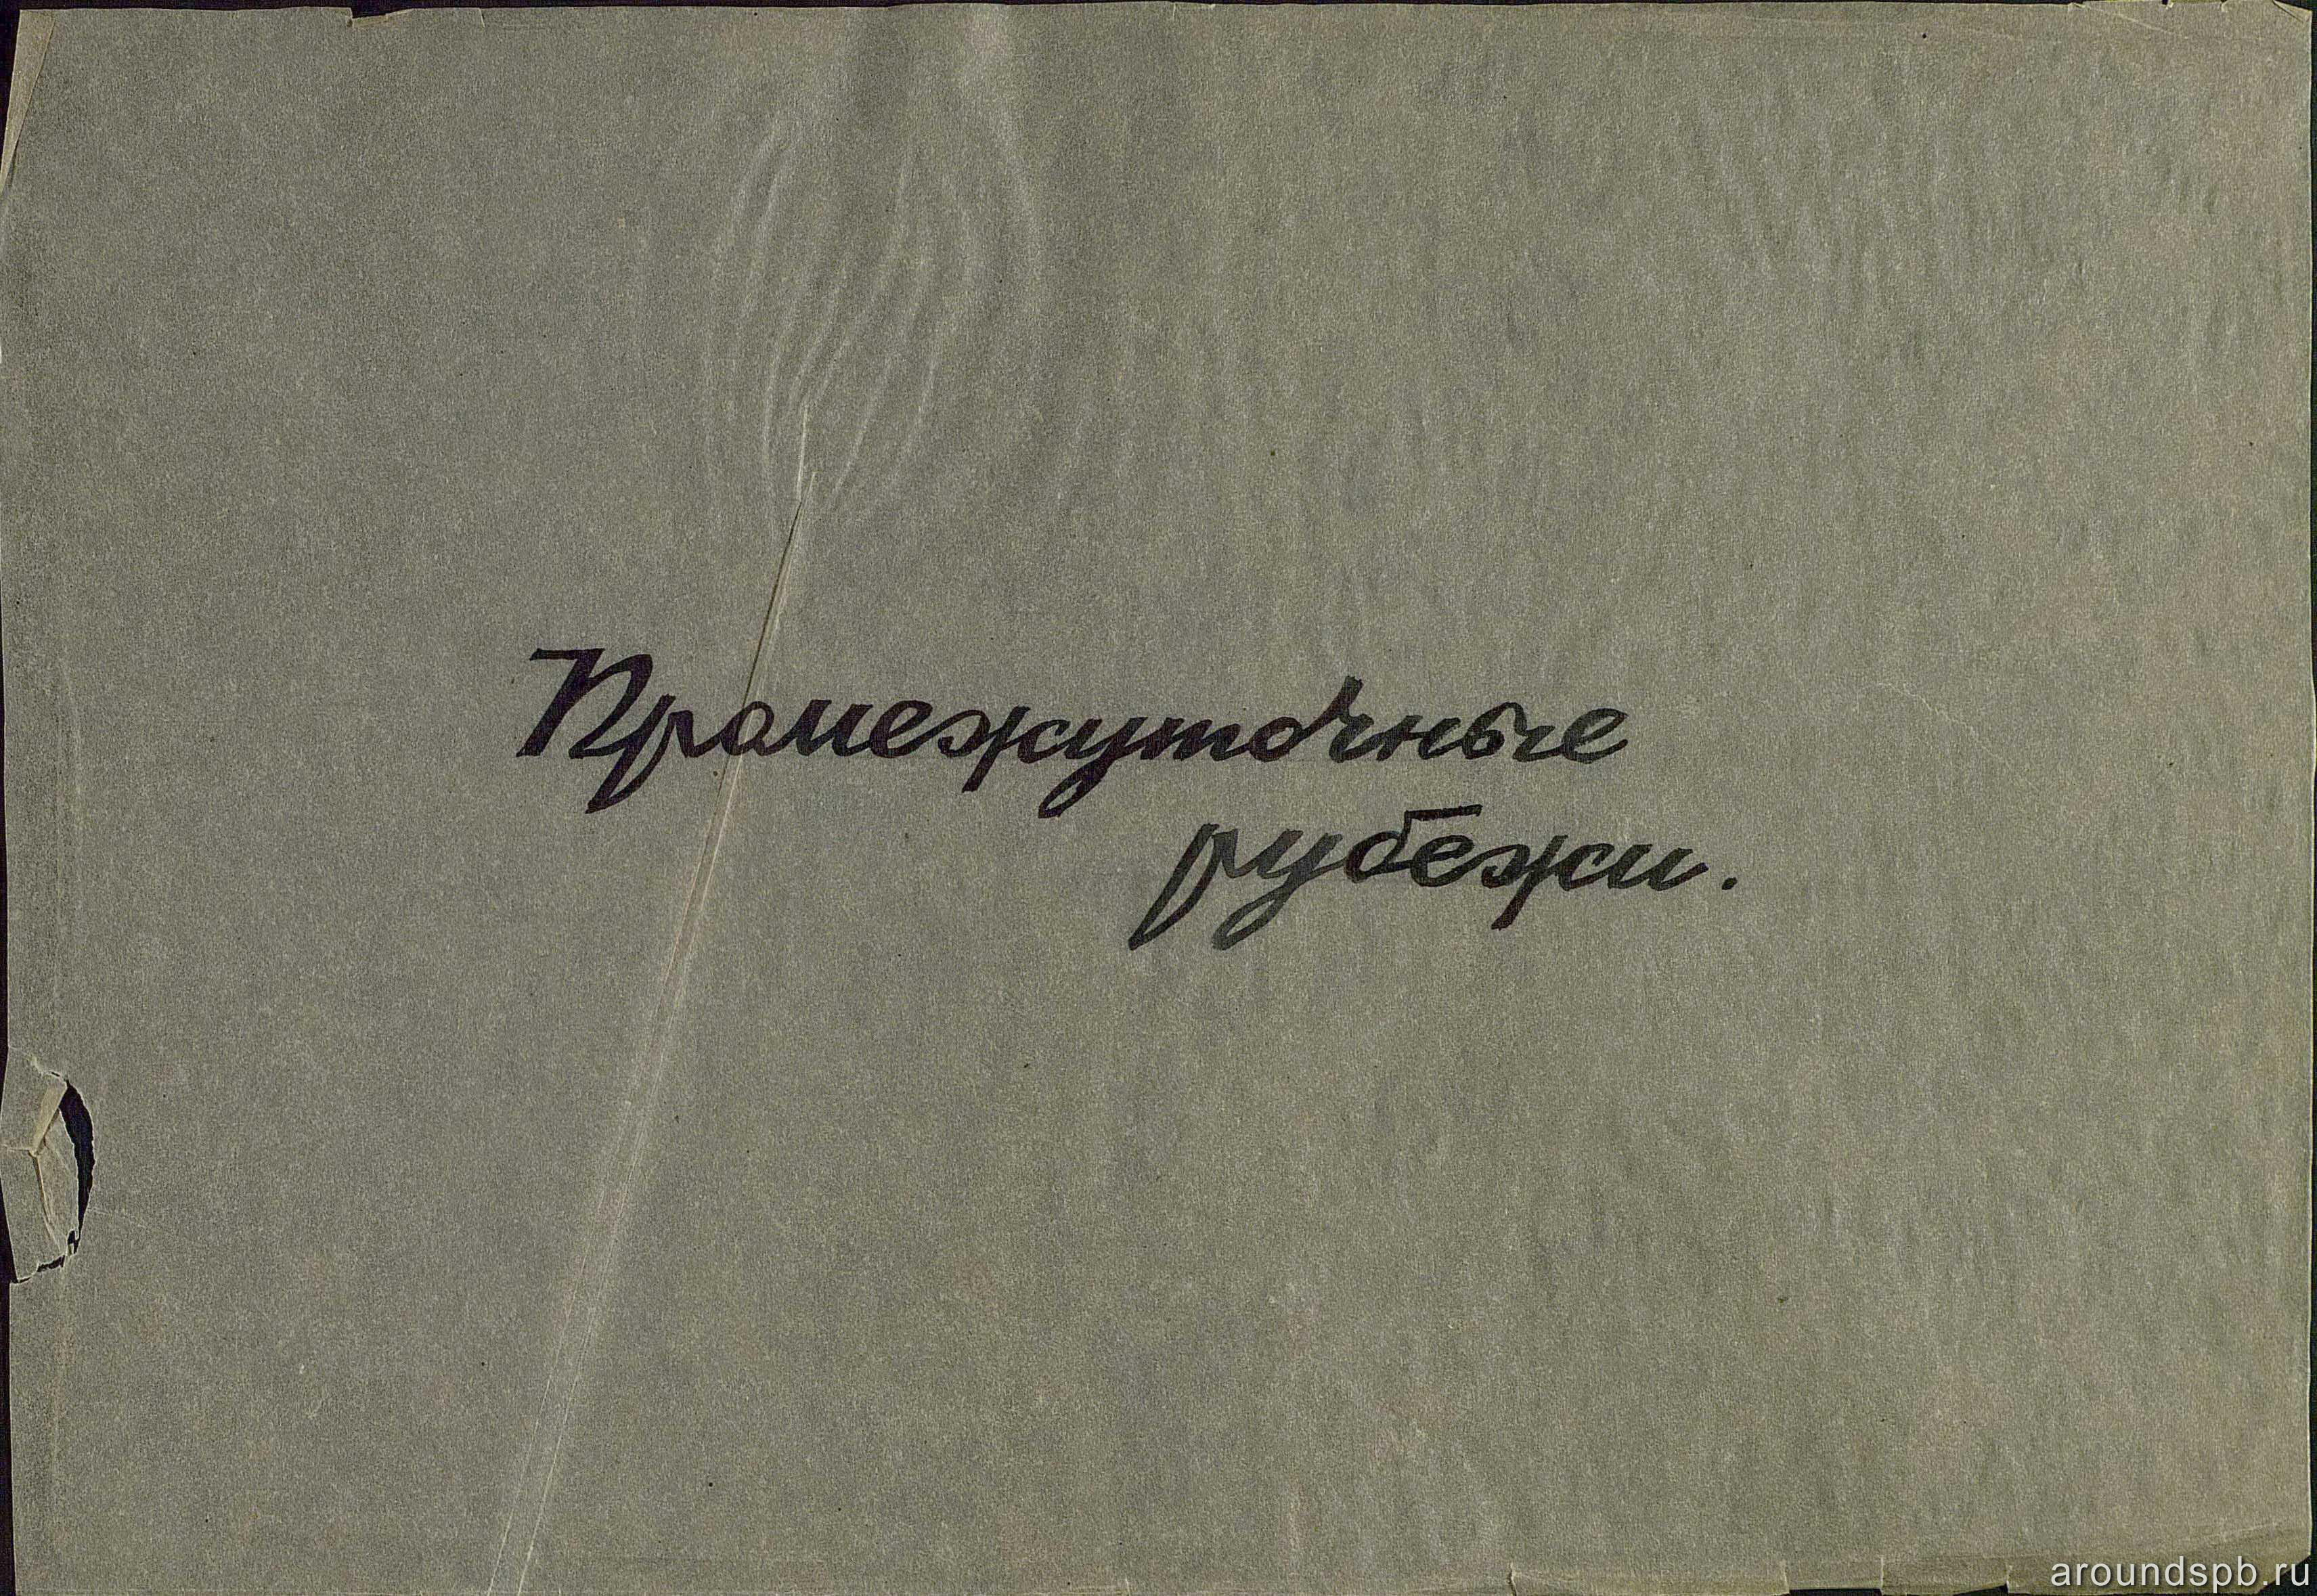 Промежуточные
рубежи.
aroundspb.ru